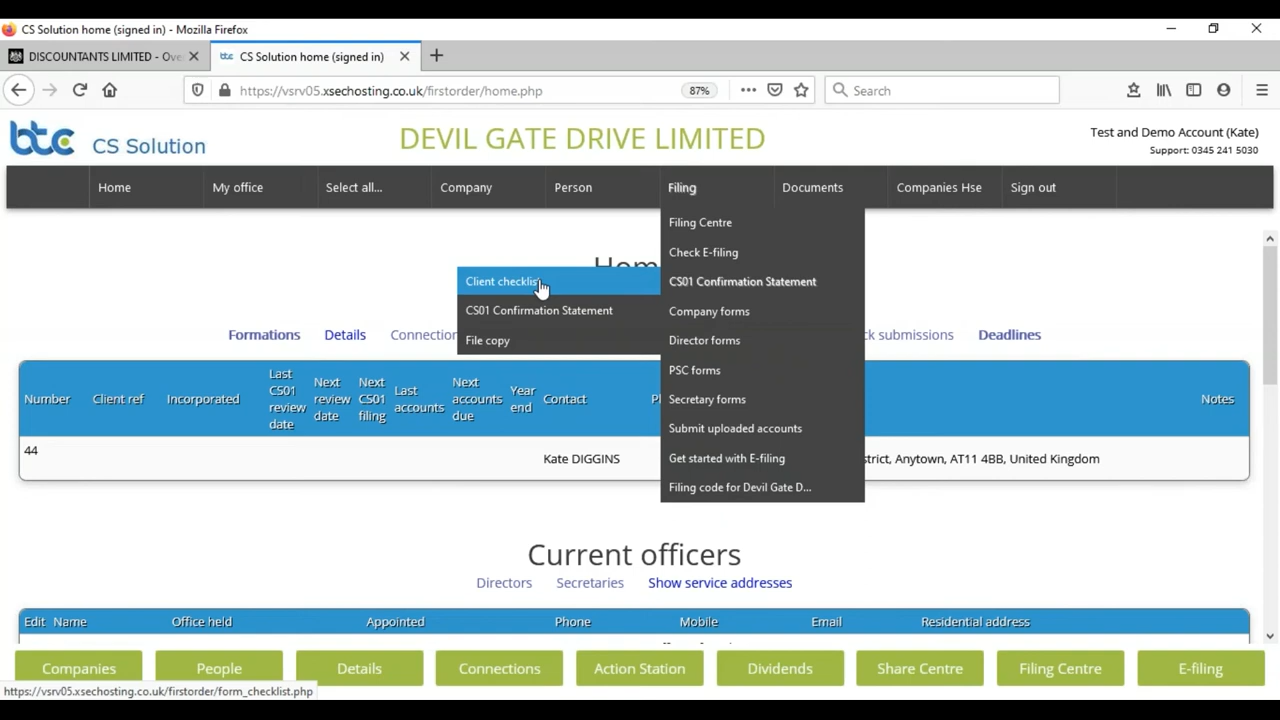 CS Solution home (signed in) - Mozilla Firefox
DISCOUNTANTS LIMITED - Ove
CS Solution home (signed in)
https://vsrv05.xsechosting.co.uk/firstorder/home.php
87%
Search
btc CS Solution
DEVIL GATE DRIVE LIMITED
Test and Demo Account (Kate)
Support: 0345 241 5030
Home
My office
Select all...
Company
Person
Filing
Documents
Companies Hse
Sign out
Filing Centre
Check E-filing
CS01 Confirmation Statement
Company forms
Director forms
PSC forms
Secretary forms
Submit uploaded accounts
Get started with E-filing
Filing code for Devil Gate D...
Client checklist
CS01 Confirmation Statement
File copy
Formations
Details
Deadlines
Number
Client ref
Incorporated
Last CS01 review date
Next review date
Next CS01 filing
Last accounts
Next accounts due
Year end
Contact
Notes
44
Kate DIGGINS
Anytown, AT11 4BB, United Kingdom
Current officers
Directors
Secretaries
Show service addresses
Edit
Name
Office held
Appointed
Phone
Mobile
Email
Residential address
Companies
People
Details
Connections
Action Station
Dividends
Share Centre
Filing Centre
E-filing
https://vsrv05.xsechosting.co.uk/firstorder/form_checklist.php